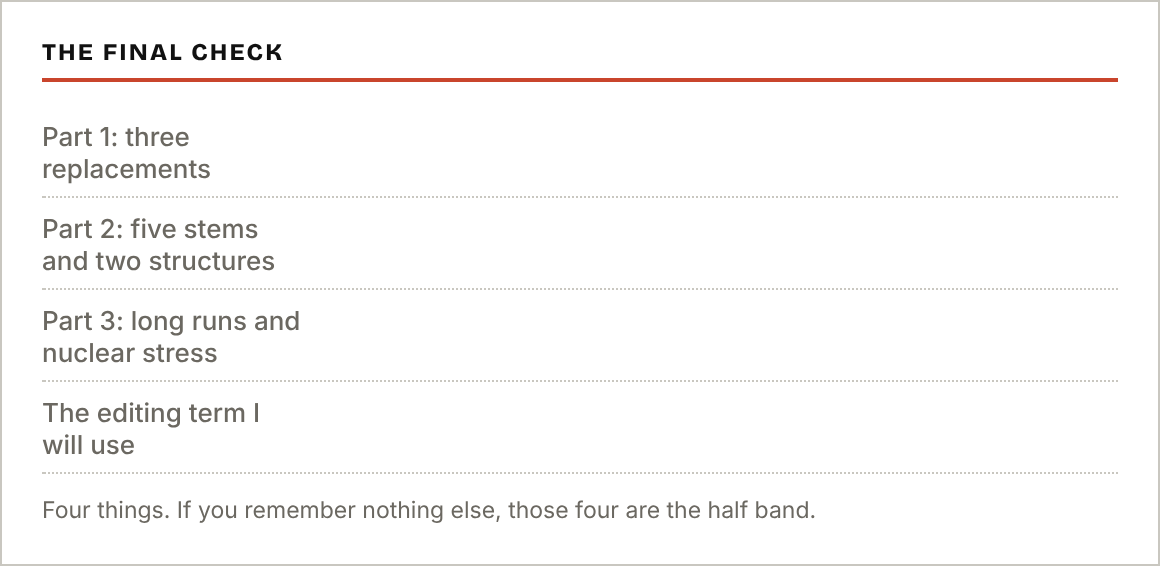 THE FINAL CHECK
Part 1: three
replacements
Part 2: five stems
and two structures
Part 3: long runs and
nuclear stress
The editing term I
will use
Four things. If you remember nothing else, those four are the half band.